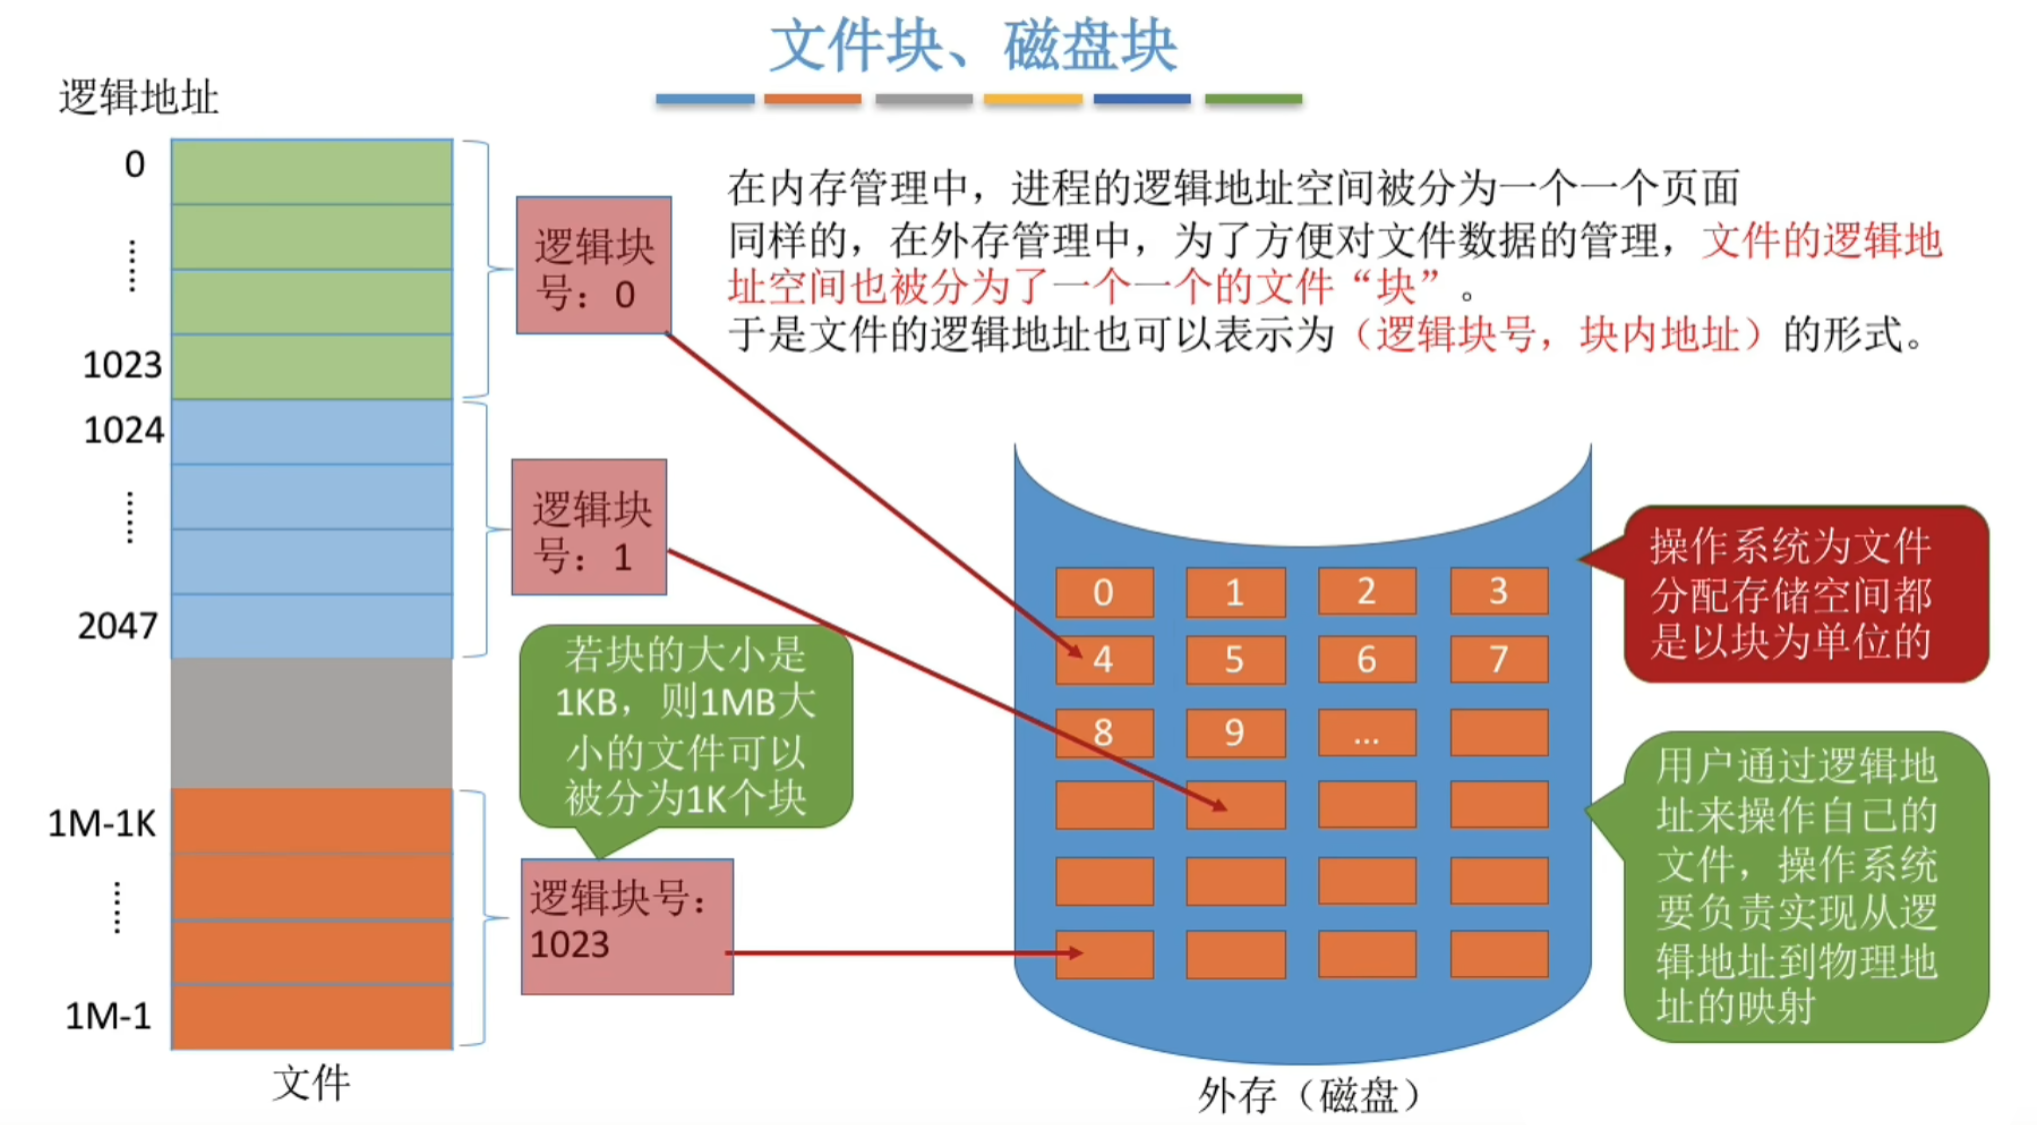 文件块、磁盘块
逻辑地址
0
……
1023
1024
……
2047
1M-1K
……
1M-1
文件
逻辑块
号：0
逻辑块
号：1
若块的大小是
1KB，则1MB大
小的文件可以
被分为1K个块
逻辑块号：
1023
在内存管理中，进程的逻辑地址空间被分为一个一个页面
同样的，在外存管理中，为了方便对文件数据的管理，文件的逻辑地
址空间也被分为了一个一个的文件“块”。
于是文件的逻辑地址也可以表示为（逻辑块号，块内地址）的形式。
0 1 2 3
4 5 6 7
8 9 …
外存（磁盘）
操作系统为文件
分配存储空间都
是以块为单位的
用户通过逻辑地
址来操作自己的
文件，操作系统
要负责实现从逻
辑地址到物理地
址的映射